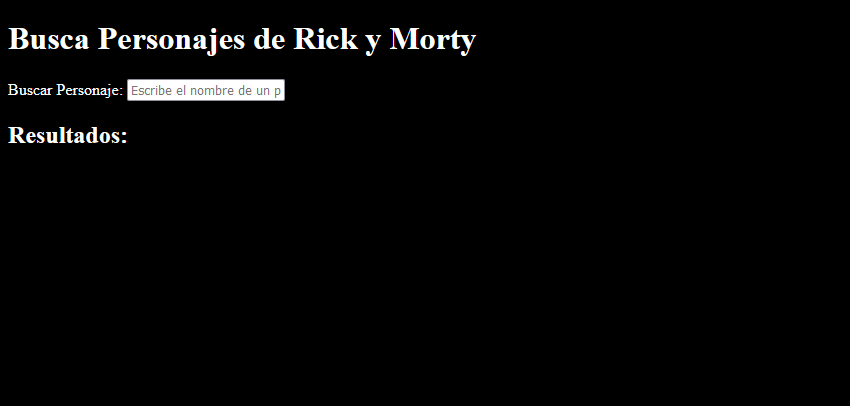 Busca Personajes de Rick y Morty
Buscar Personaje: Escribe el nombre de un p
Resultados: